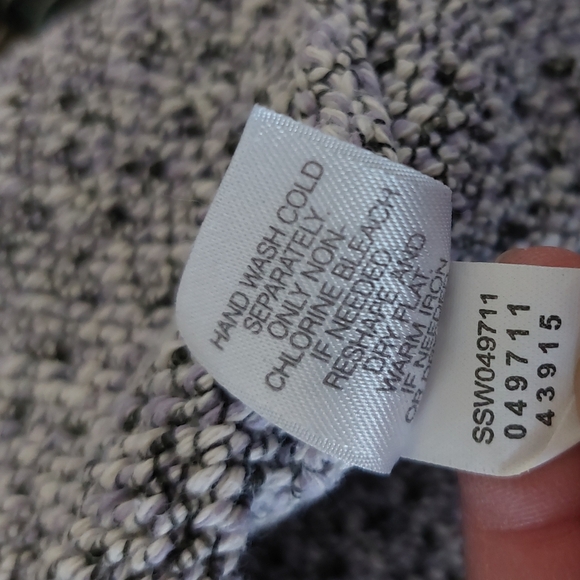 HAND WASH COLD
SEPARATELY.
ONLY NON-
CHLORINE BLEACH
IF NEEDED.
RESHAPE AND
DRY FLAT.
WARM IRON
IF NEEDED
SSW049711
049711
43915